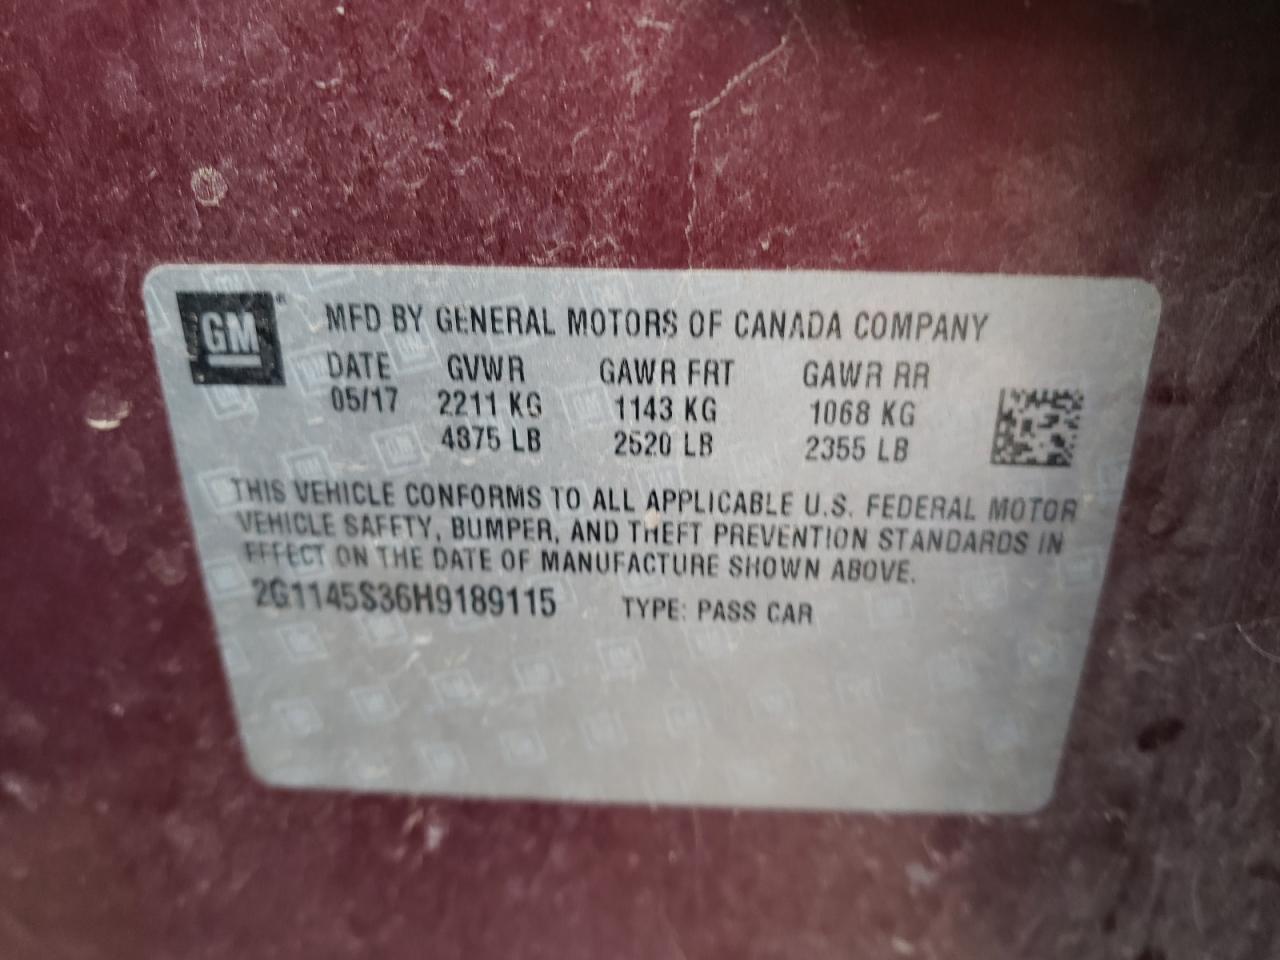 GM® MFD BY GENERAL MOTORS OF CANADA COMPANY
DATE GVWR GAWR FRT GAWR RR
05/17 2211 KG 1143 KG 1068 KG
4875 LB 2520 LB 2355 LB
THIS VEHICLE CONFORMS TO ALL APPLICABLE U.S. FEDERAL MOTOR
VEHICLE SAFETY, BUMPER, AND THEFT PREVENTION STANDARDS IN
EFFECT ON THE DATE OF MANUFACTURE SHOWN ABOVE.
2G1145S36H9189115 TYPE: PASS CAR